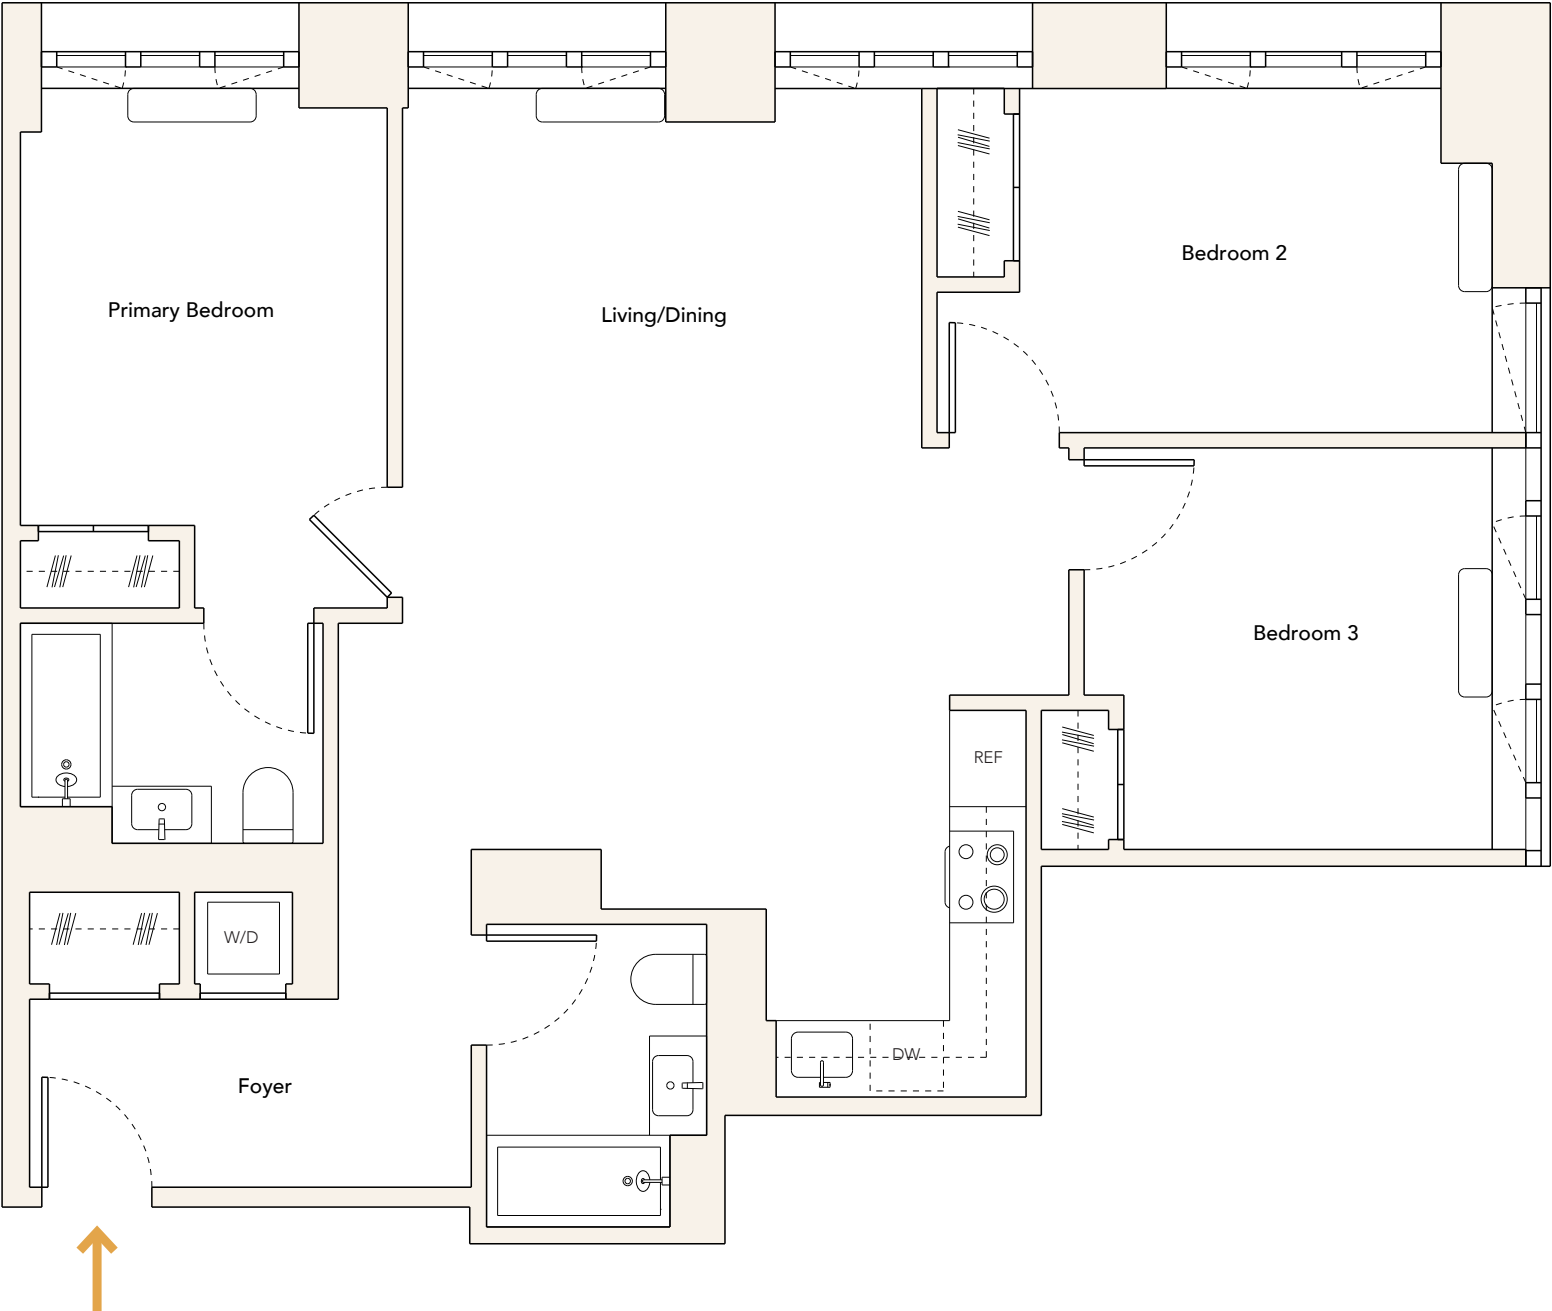 Bedroom 2
Primary Bedroom
Living/Dining
Bedroom 3
REF
W/D
DW
Foyer